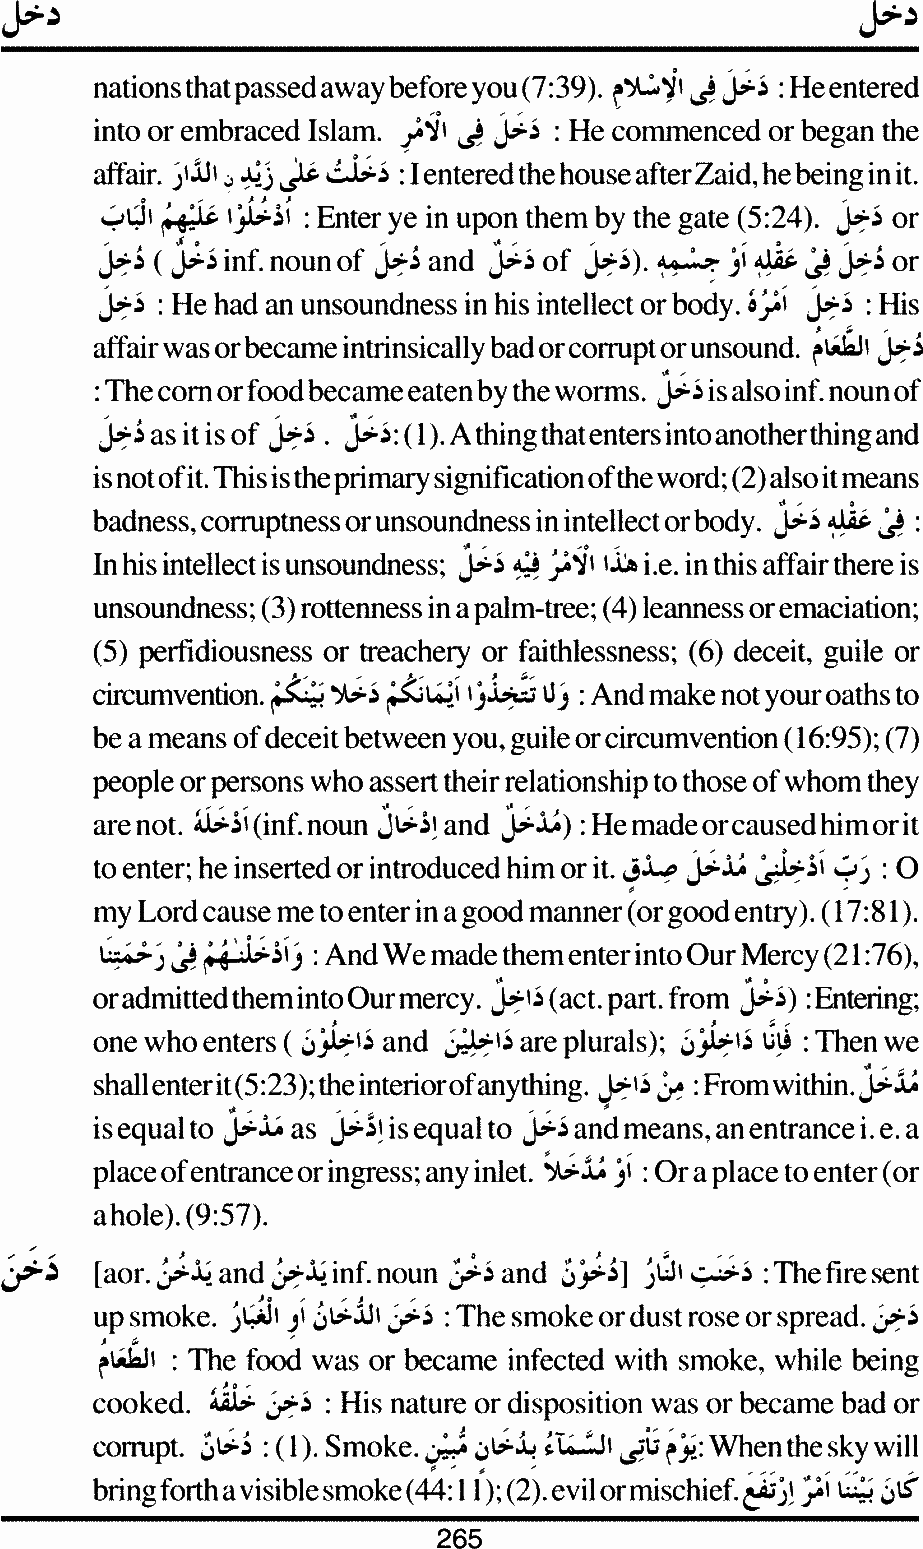 دخل دخل
nations that passed away before you (7:39). دَخَلَ فِی الْاِسْلَامِ : He entered
into or embraced Islam. دَخَلَ فِی الْاَمْرِ : He commenced or began the
affair. دَخَلْتُ عَلٰی زَیْدِ نِ الدَّارَ : I entered the house after Zaid, he being in it.
اُدْخُلُوْا عَلَیْهِمُ الْبَابَ : Enter ye in upon them by the gate (5:24). دَخِلَ or
دُخِلَ ( دَخَلٌ inf. noun of دُخِلَ and دَخَلٌ of دَخِلَ). دُخِلَ فِیْ عَقْلِهٖ اَوْ جِسْمِهٖ or
دَخِلَ : He had an unsoundness in his intellect or body. دَخِلَ اَمْرُهٗ : His
affair was or became intrinsically bad or corrupt or unsound. دُخِلَ الطَّعَامُ
: The corn or food became eaten by the worms. دَخَلٌ is also inf. noun of
دُخِلَ as it is of دَخِلَ . دَخَلٌ: (1). A thing that enters into another thing and
is not of it. This is the primary signification of the word; (2) also it means
badness, corruptness or unsoundness in intellect or body. فِیْ عَقْلِهٖ دَخَلٌ :
In his intellect is unsoundness; هٰذَا الْاَمْرُ فِیْهِ دَخَلٌ i.e. in this affair there is
unsoundness; (3) rottenness in a palm-tree; (4) leanness or emaciation;
(5) perfidiousness or treachery or faithlessness; (6) deceit, guile or
circumvention. وَلَا تَتَّخِذُوْا اَیْمَانَکُمْ دَخَلًا بَیْنَکُمْ : And make not your oaths to
be a means of deceit between you, guile or circumvention (16:95); (7)
people or persons who assert their relationship to those of whom they
are not. اَدْخَلَهٗ (inf. noun اِدْخَالٌ and مُدْخَلٌ) : He made or caused him or it
to enter; he inserted or introduced him or it. رَبِّ اَدْخِلْنِیْ مُدْخَلَ صِدْقٍ : O
my Lord cause me to enter in a good manner (or good entry). (17:81).
وَاَدْخَلْنٰهُمْ فِیْ رَحْمَتِنَا : And We made them enter into Our Mercy (21:76),
or admitted them into Our mercy. دَاخِلٌ (act. part. from دَخَلَ) : Entering;
one who enters ( دَاخِلُوْنَ and دَاخِلِیْنَ are plurals); فَاِنَّا دَاخِلُوْنَ : Then we
shall enter it (5:23); the interior of anything. مِنْ دَاخِلٍ : From within. مُدَّخَلٌ
is equal to مَدْخَلٌ as اِدَّخَلَ is equal to دَخَلَ and means, an entrance i. e. a
place of entrance or ingress; any inlet. اَوْ مُدَّخَلًا : Or a place to enter (or
a hole). (9:57).
دَخَنَ [aor. یَدْخُنُ and یَدْخِنُ inf. noun دَخْنٌ and دُخُوْنٌ] دَخَنَتِ النَّارُ : The fire sent
up smoke. دَخَنَ الدُّخَانُ اَوِ الْغُبَارُ : The smoke or dust rose or spread. دَخِنَ
الطَّعَامُ : The food was or became infected with smoke, while being
cooked. دَخِنَ خُلُقُهٗ : His nature or disposition was or became bad or
corrupt. دُخَانٌ : (1). Smoke. یَوْمَ تَاْتِی السَّمَآءُ بِدُخَانٍ مُّبِیْنٍ: When the sky will
bring forth a visible smoke (44:11); (2). evil or mischief. کَانَ بَیْنَنَا اَمْرٌ اِرْتَفَعَ
265